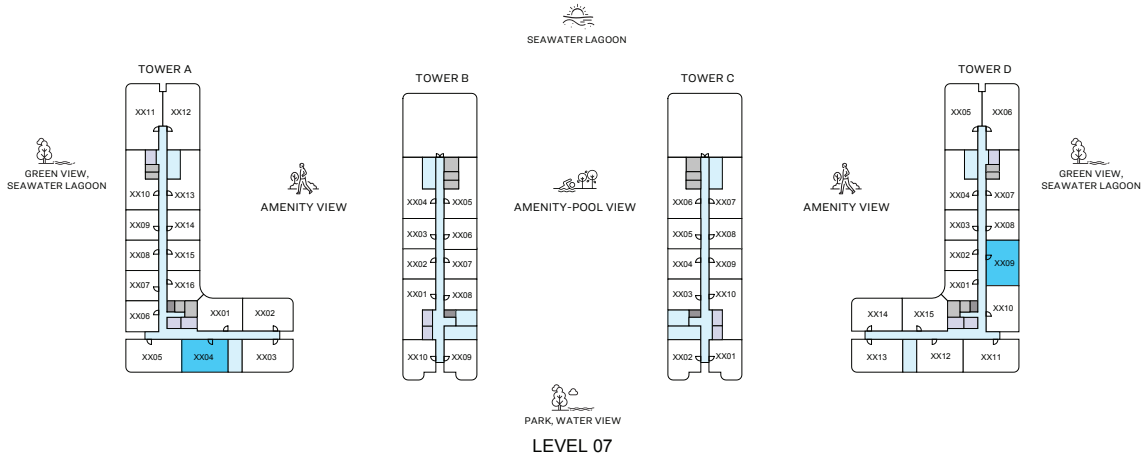 SEAWATER LAGOON
TOWER A
TOWER B
TOWER C
TOWER D
GREEN VIEW,
SEAWATER LAGOON
AMENITY VIEW
AMENITY-POOL VIEW
AMENITY VIEW
GREEN VIEW,
SEAWATER LAGOON
XX11 XX12
XX10 XX13
XX09 XX14
XX08 XX15
XX07 XX16
XX06 XX01 XX02
XX05 XX04 XX03
XX04 XX05
XX03 XX06
XX02 XX07
XX01 XX08
XX10 XX09
XX06 XX07
XX05 XX08
XX04 XX09
XX03 XX10
XX02 XX01
XX05 XX06
XX04 XX07
XX03 XX08
XX02 XX09
XX01
XX10
XX14 XX15
XX13 XX12 XX11
PARK, WATER VIEW
LEVEL 07